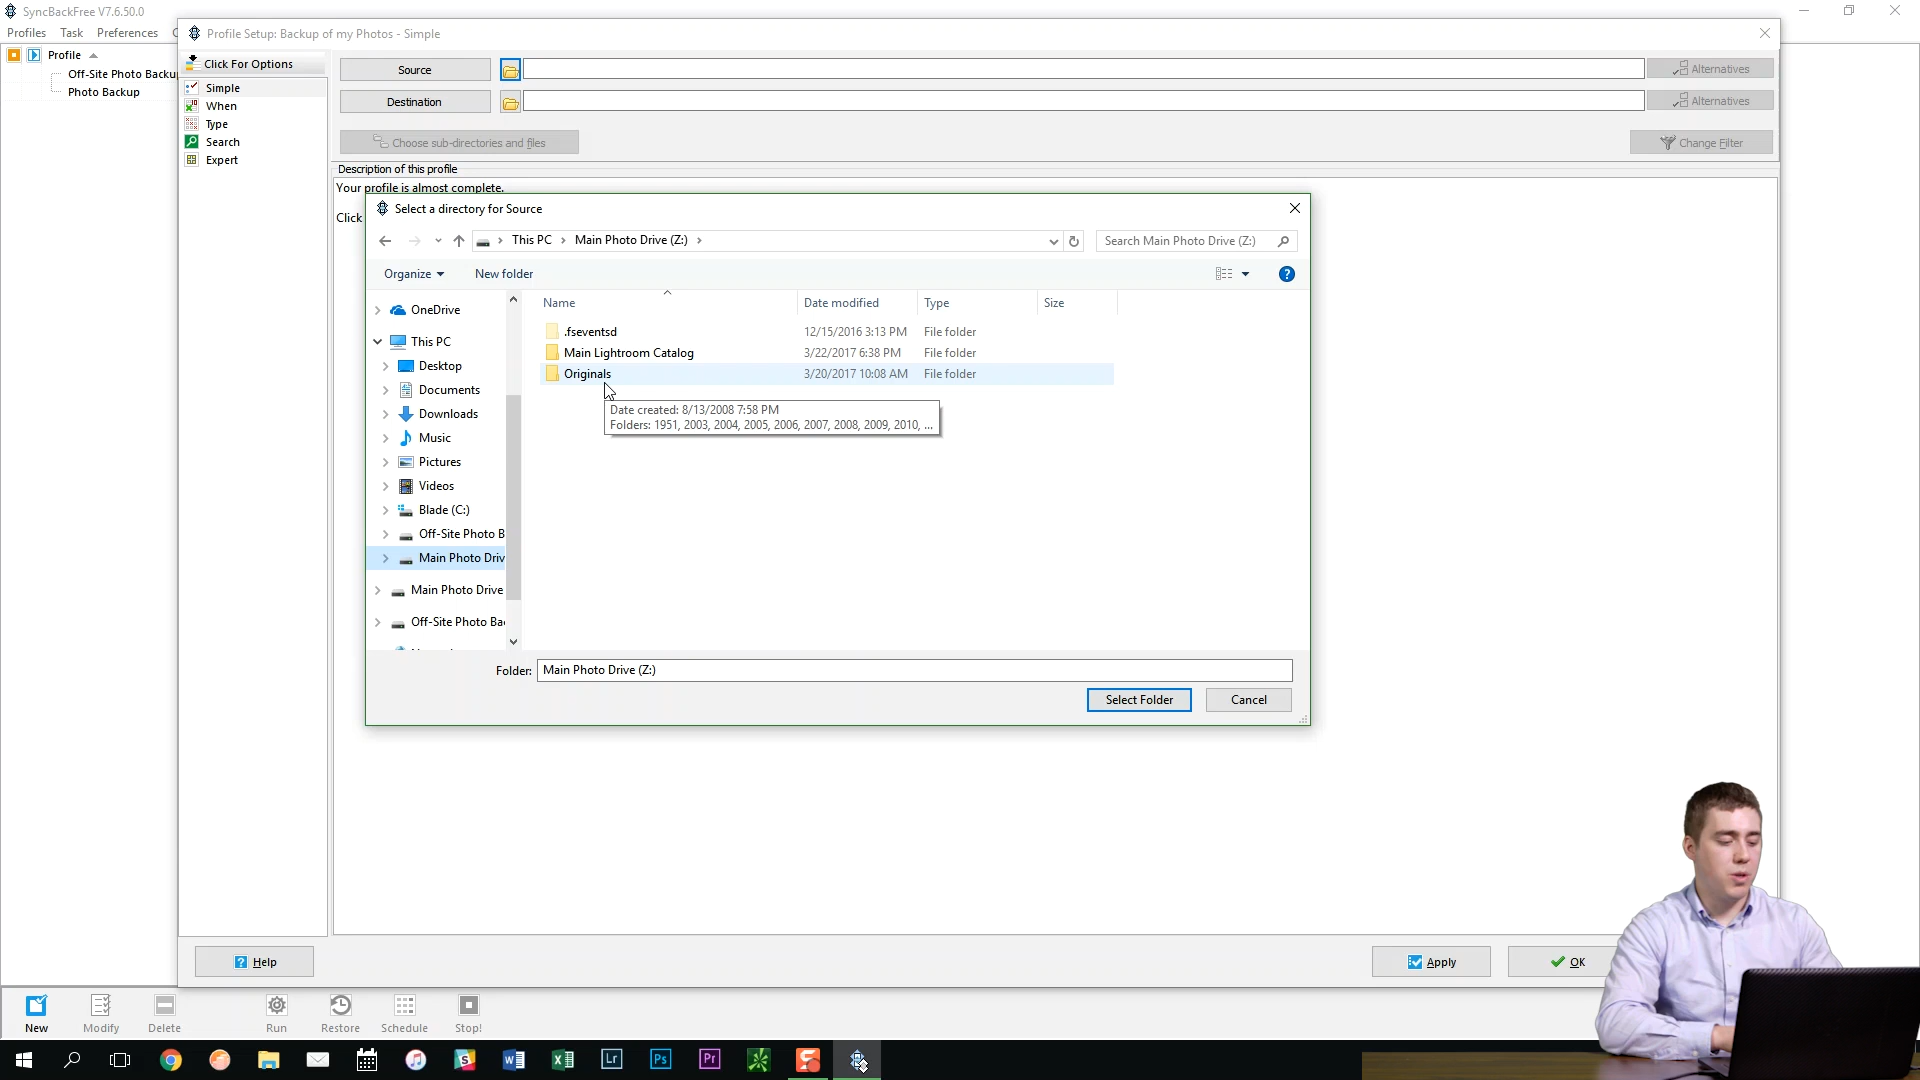 SyncBackFree V7.6.50.0
Profiles Task Preferences
Profile
Off-Site Photo Backu
Photo Backup
Profile Setup: Backup of my Photos - Simple
Click For Options
Simple
When
Type
Search
Expert
Source
Alternatives
Destination
Alternatives
Choose sub-directories and files
Change Filter
Description of this profile
Your profile is almost complete.
Click
Select a directory for Source
This PC > Main Photo Drive (Z:) >
Search Main Photo Drive (Z:)
Organize
New folder
OneDrive
This PC
Desktop
Documents
Downloads
Music
Pictures
Videos
Blade (C:)
Off-Site Photo B
Main Photo Driv
Main Photo Drive
Off-Site Photo Ba
Name Date modified Type Size
.fseventsd 12/15/2016 3:13 PM File folder
Main Lightroom Catalog 3/22/2017 6:38 PM File folder
Originals 3/20/2017 10:08 AM File folder
Date created: 8/13/2008 7:58 PM
Folders: 1951, 2003, 2004, 2005, 2006, 2007, 2008, 2009, 2010, ...
Folder: Main Photo Drive (Z:)
Select Folder
Cancel
Help
Apply
OK
New
Modify
Delete
Run
Restore
Schedule
Stop!
Lr
Ps
Pr